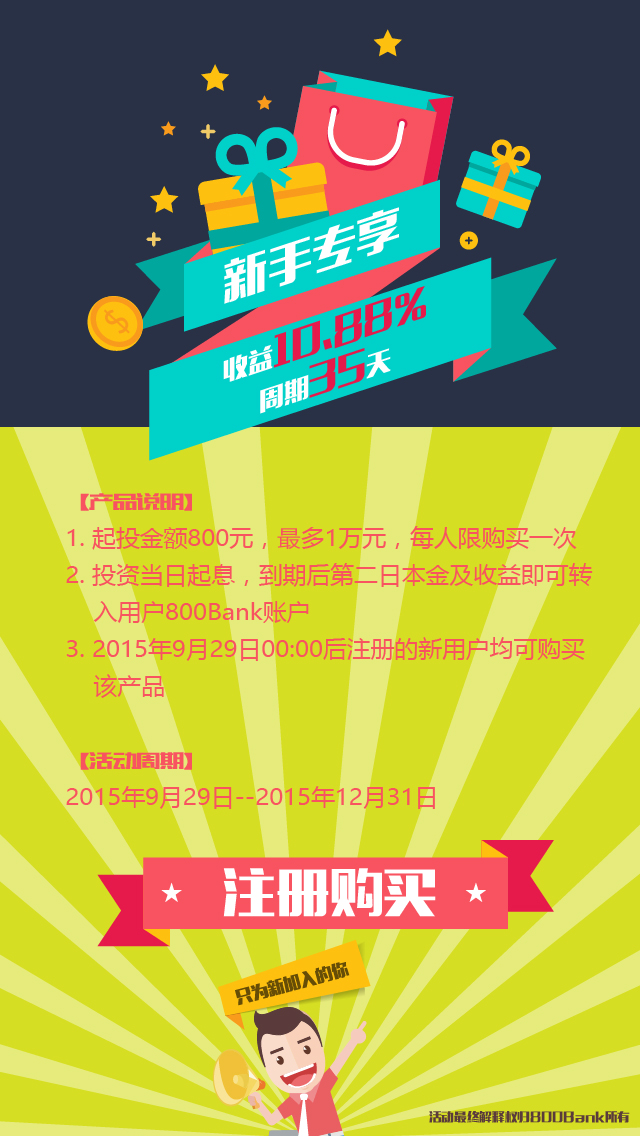 新手专享
收益10.88%
周期35天
【产品说明】
1. 起投金额800元，最多1万元，每人限购买一次
2. 投资当日起息，到期后第二日本金及收益即可转
入用户800Bank账户
3. 2015年9月29日00:00后注册的新用户均可购买
该产品
【活动周期】
2015年9月29日--2015年12月31日
注册购买
只为新加入的你
活动最终解释权归800Bank所有